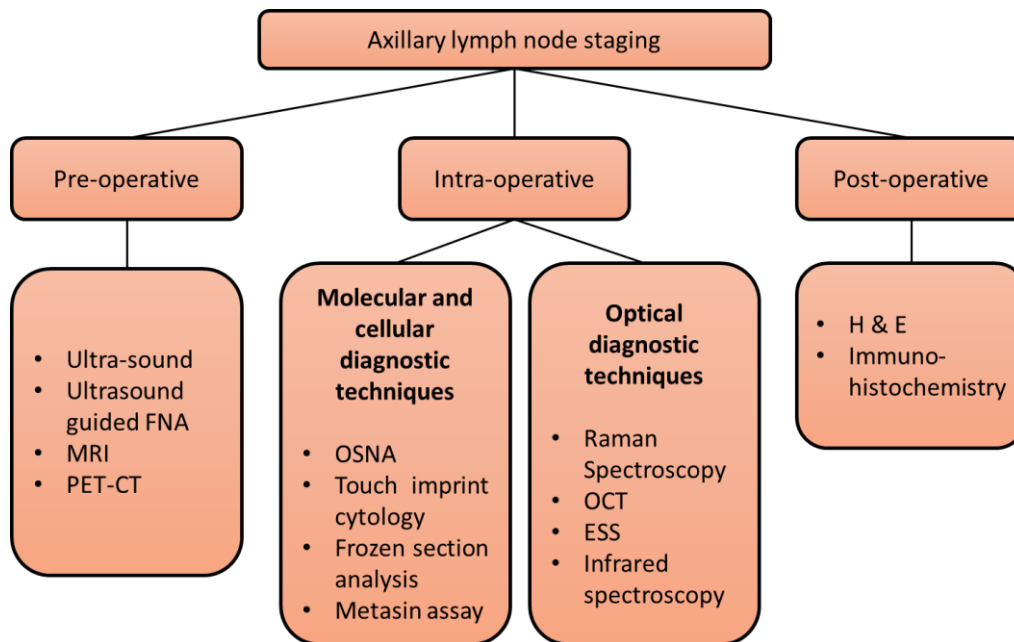 Axillary lymph node staging
Pre-operative
Intra-operative
Post-operative
• Ultra-sound
• Ultrasound
guided FNA
• MRI
• PET-CT
Molecular and
cellular
diagnostic
techniques
• OSNA
• Touch imprint
cytology
• Frozen section
analysis
• Metasin assay
Optical
diagnostic
techniques
• Raman
Spectroscopy
• OCT
• ESS
• Infrared
spectroscopy
• H & E
• Immuno-
histochemistry